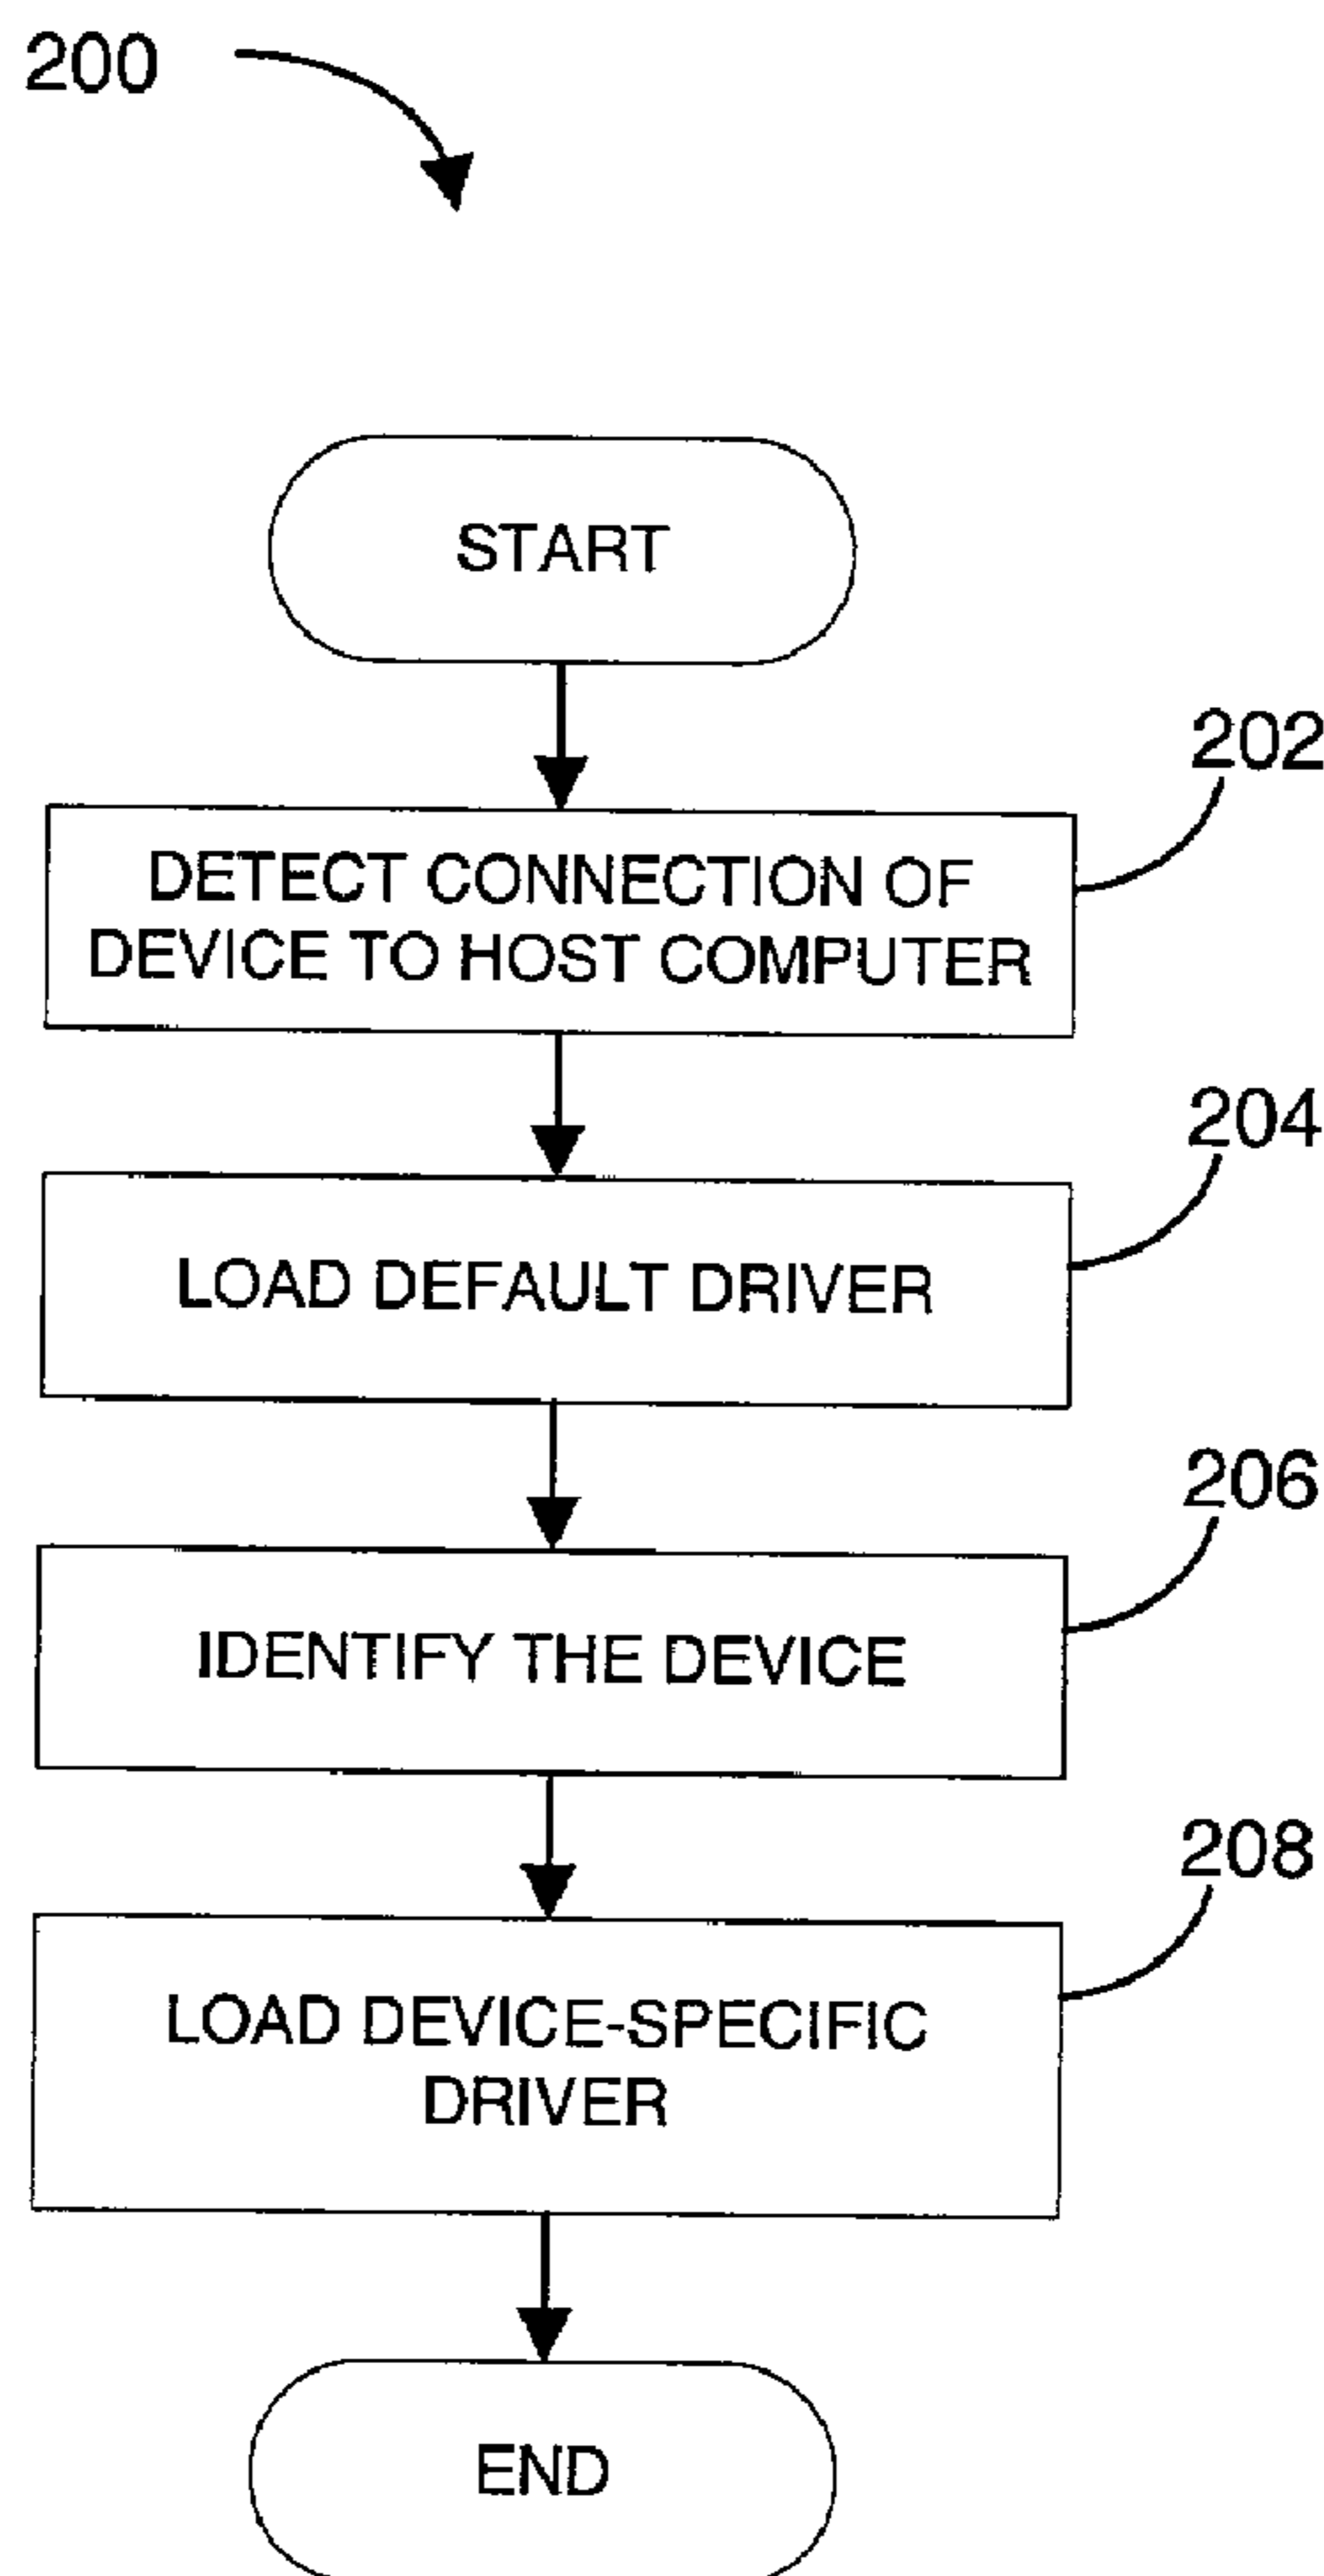 200
START
202
DETECT CONNECTION OF
DEVICE TO HOST COMPUTER
204
LOAD DEFAULT DRIVER
206
IDENTIFY THE DEVICE
208
LOAD DEVICE-SPECIFIC
DRIVER
END